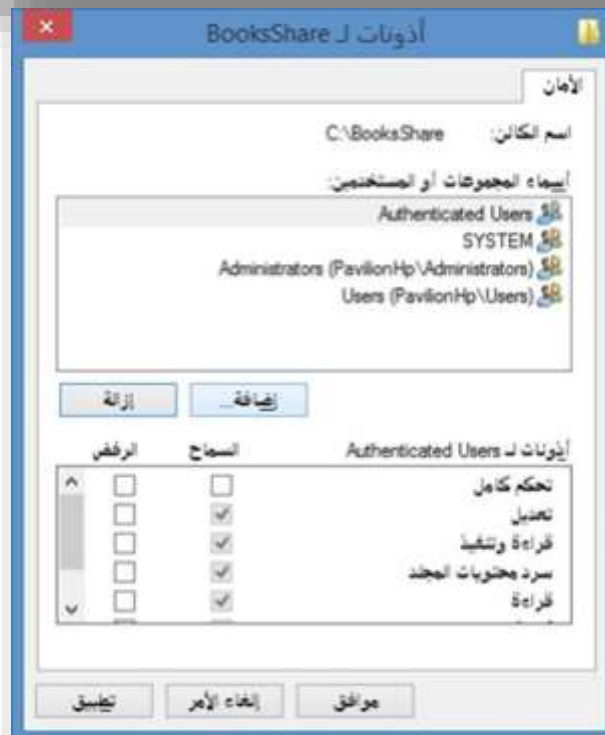 أذونات لـ BooksShare
الأمان
اسم الكائن: C:\BooksShare
أسماء المجموعات أو المستخدمين:
Authenticated Users
SYSTEM
Administrators (PavilionHp\Administrators)
Users (PavilionHp\Users)
إضافة... إزالة
أذونات لـ Authenticated Users السماح الرفض
تحكم كامل
تعديل
قراءة وتنفيذ
سرد محتويات المجلد
قراءة
موافق إلغاء الأمر تطبيق